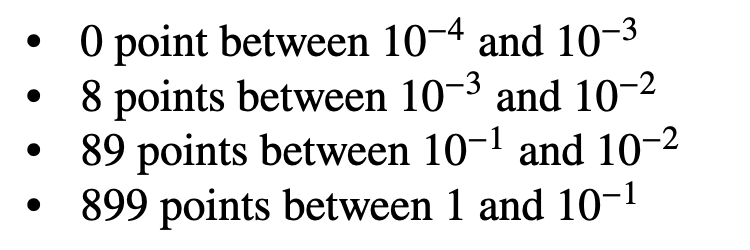 • 0 point between 10⁻⁴ and 10⁻³
• 8 points between 10⁻³ and 10⁻²
• 89 points between 10⁻¹ and 10⁻²
• 899 points between 1 and 10⁻¹